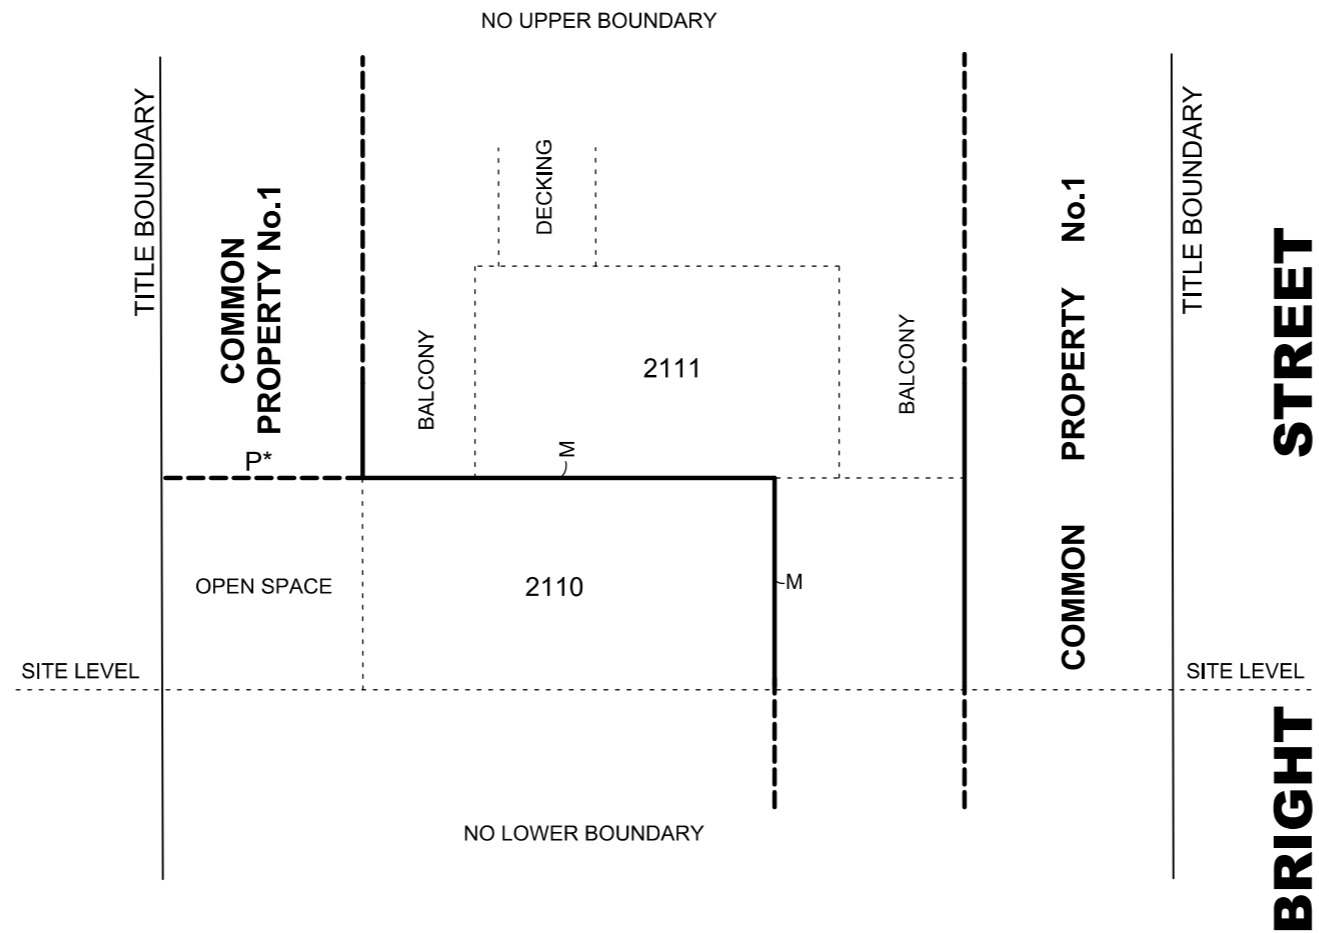 NO UPPER BOUNDARY
TITLE BOUNDARY
COMMON
PROPERTY No.1
DECKING
COMMON PROPERTY No.1
TITLE BOUNDARY
BRIGHT STREET
BALCONY
2111
BALCONY
P*
M
OPEN SPACE
2110
M
SITE LEVEL
SITE LEVEL
NO LOWER BOUNDARY